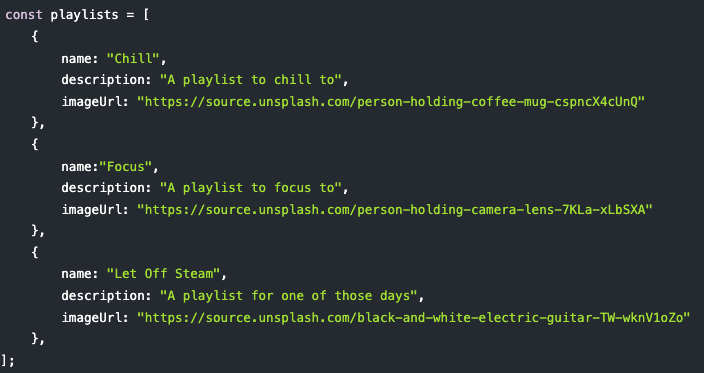 const playlists = [
{
name: "Chill",
description: "A playlist to chill to",
imageUrl: "https://source.unsplash.com/person-holding-coffee-mug-cspncX4cUnQ"
},
{
name:"Focus",
description: "A playlist to focus to",
imageUrl: "https://source.unsplash.com/person-holding-camera-lens-7KLa-xLbSXA"
},
{
name: "Let Off Steam",
description: "A playlist for one of those days",
imageUrl: "https://source.unsplash.com/black-and-white-electric-guitar-TW-wknV1oZo"
},
];